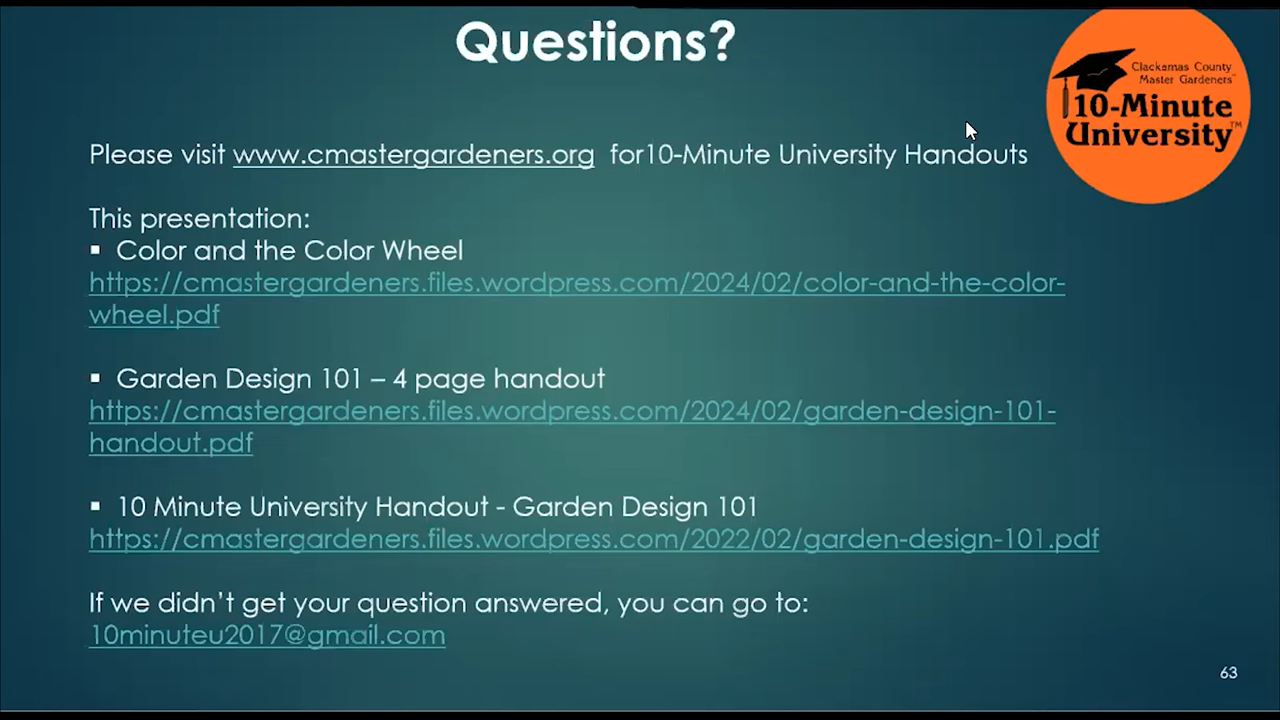 Questions?
Clackamas County
Master Gardeners™
10-Minute
University™
Please visit www.cmastergardeners.org for10-Minute University Handouts
This presentation:
▪ Color and the Color Wheel
https://cmastergardeners.files.wordpress.com/2024/02/color-and-the-color-
wheel.pdf
▪ Garden Design 101 – 4 page handout
https://cmastergardeners.files.wordpress.com/2024/02/garden-design-101-
handout.pdf
▪ 10 Minute University Handout - Garden Design 101
https://cmastergardeners.files.wordpress.com/2022/02/garden-design-101.pdf
If we didn’t get your question answered, you can go to:
10minuteu2017@gmail.com
63